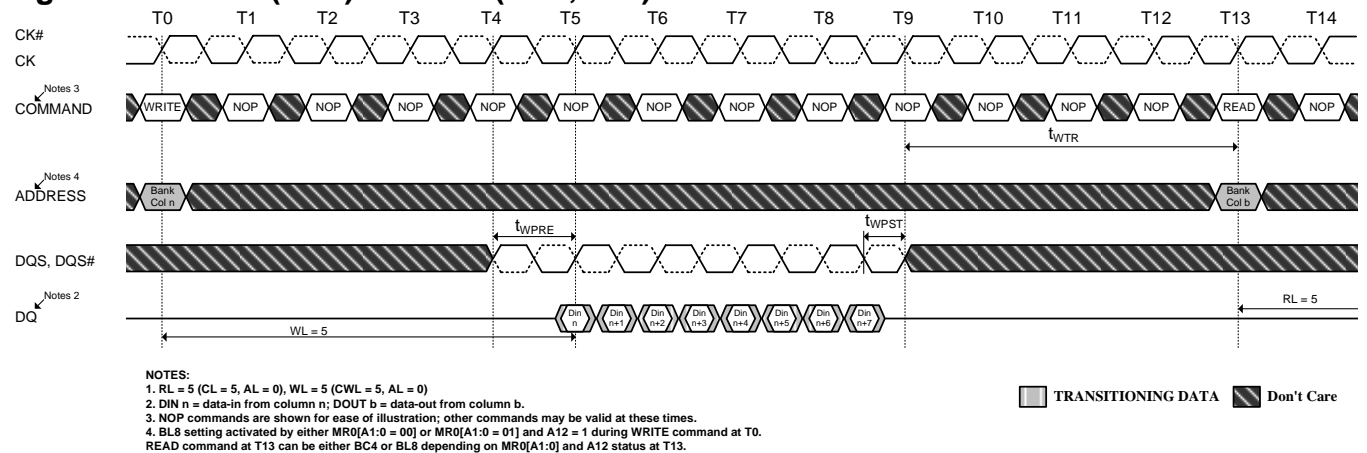 T0 T1 T2 T3 T4 T5 T6 T7 T8 T9 T10 T11 T12 T13 T14
CK#
CK
Notes 3
COMMAND
WRITE NOP NOP NOP NOP NOP NOP NOP NOP NOP NOP NOP NOP READ NOP
tWTR
Notes 4
ADDRESS
Bank Bank
Col n Col b
tWPRE tWPST
DQS, DQS#
Notes 2
DQ
Din Din Din Din Din Din Din Din
n n+1 n+2 n+3 n+4 n+5 n+6 n+7
RL = 5
WL = 5
NOTES:
1. RL = 5 (CL = 5, AL = 0), WL = 5 (CWL = 5, AL = 0)
2. DIN n = data-in from column n; DOUT b = data-out from column b.
3. NOP commands are shown for ease of illustration; other commands may be valid at these times.
4. BL8 setting activated by either MR0[A1:0 = 00] or MR0[A1:0 = 01] and A12 = 1 during WRITE command at T0.
READ command at T13 can be either BC4 or BL8 depending on MR0[A1:0] and A12 status at T13.
TRANSITIONING DATA Don't Care